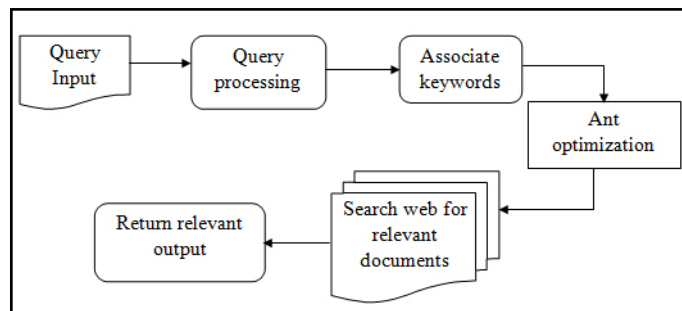 Query
Input
Query
processing
Associate
keywords
Ant
optimization
Search web for
relevant
documents
Return relevant
output